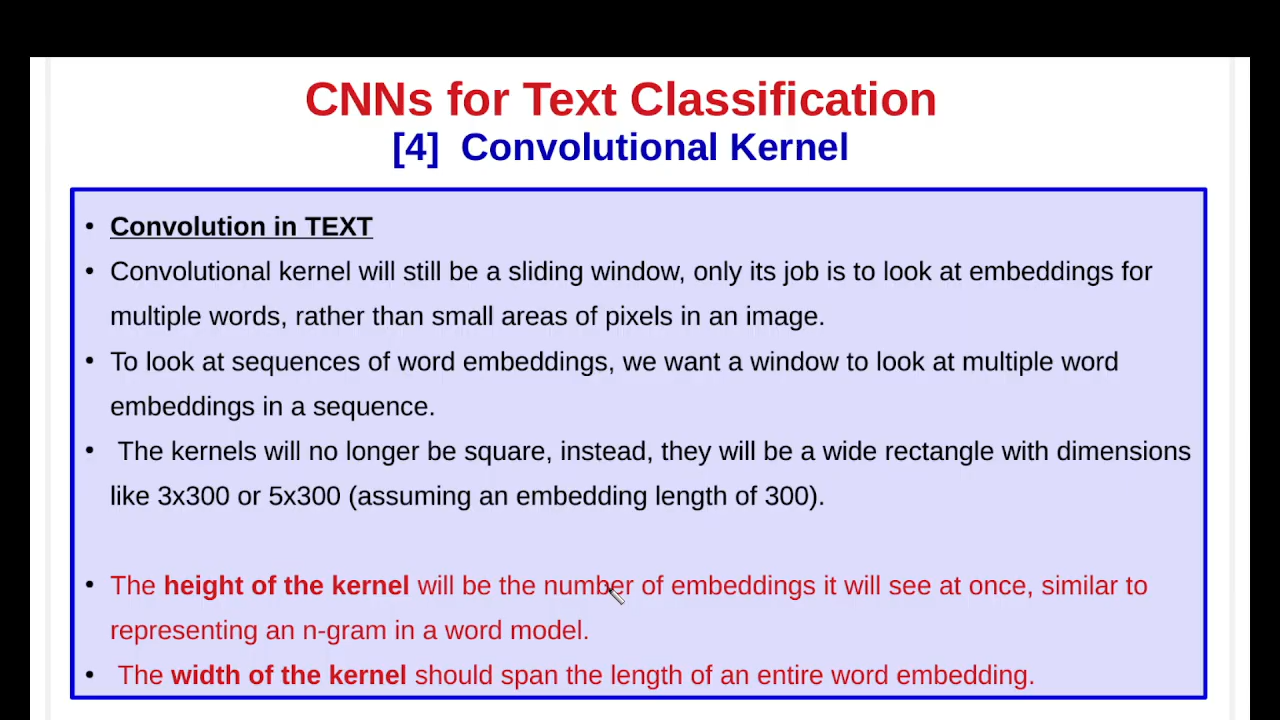 CNNs for Text Classification
[4] Convolutional Kernel
• Convolution in TEXT
• Convolutional kernel will still be a sliding window, only its job is to look at embeddings for
multiple words, rather than small areas of pixels in an image.
• To look at sequences of word embeddings, we want a window to look at multiple word
embeddings in a sequence.
• The kernels will no longer be square, instead, they will be a wide rectangle with dimensions
like 3x300 or 5x300 (assuming an embedding length of 300).
• The height of the kernel will be the number of embeddings it will see at once, similar to
representing an n-gram in a word model.
• The width of the kernel should span the length of an entire word embedding.